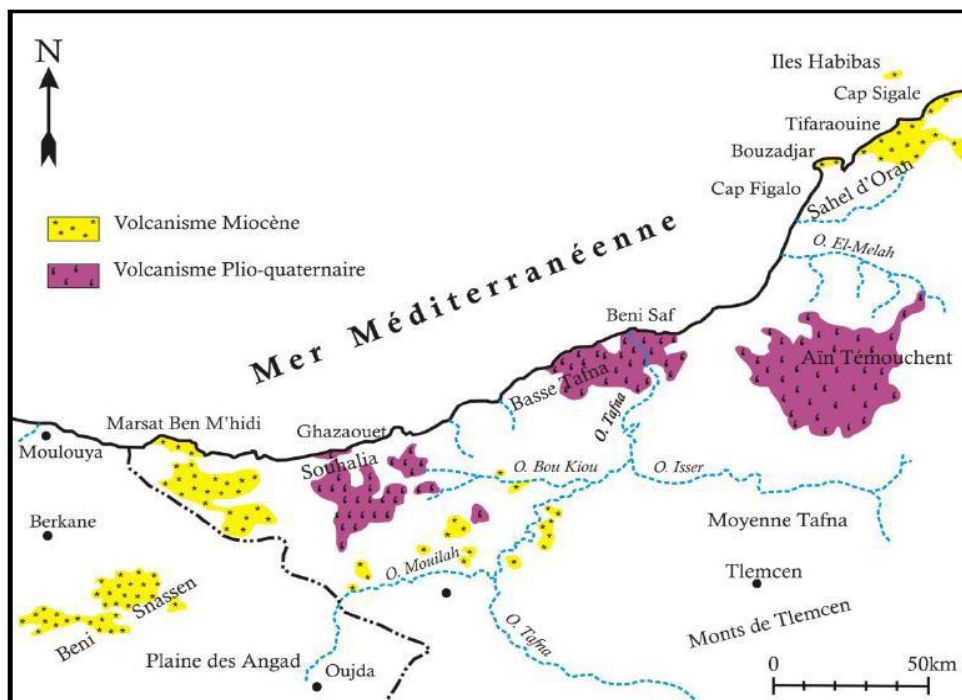 N
Iles Habibas
Cap Sigale
Tifaraouine
Bouzadjar
Cap Figalo
Sahel d'Oran
Volcanisme Miocène
Volcanisme Plio-quaternaire
O. El-Melah
Mer Méditerranéenne
Beni Saf
Aïn Témouchent
Basse Tafna
O. Tafna
Marsat Ben M'hidi
Ghazaouet
Moulouya
Souhalia
O. Bou Kiou
O. Isser
Berkane
Moyenne Tafna
O. Mouilah
Tlemcen
Beni Snassen
O. Tafna
Monts de Tlemcen
Plaine des Angad
Oujda
0 50km